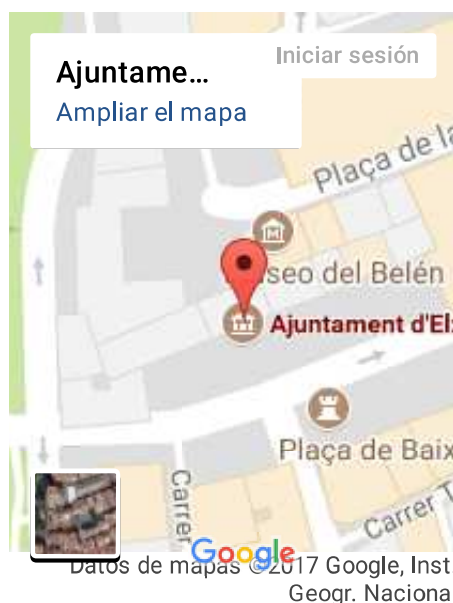 Iniciar sesión
Ajuntame...
Ampliar el mapa
Plaça de la
seo del Belén
Ajuntament d'El
Plaça de Baix
Carrer
Carrer T
Google
Datos de mapas ©2017 Google, Inst
Geogr. Naciona